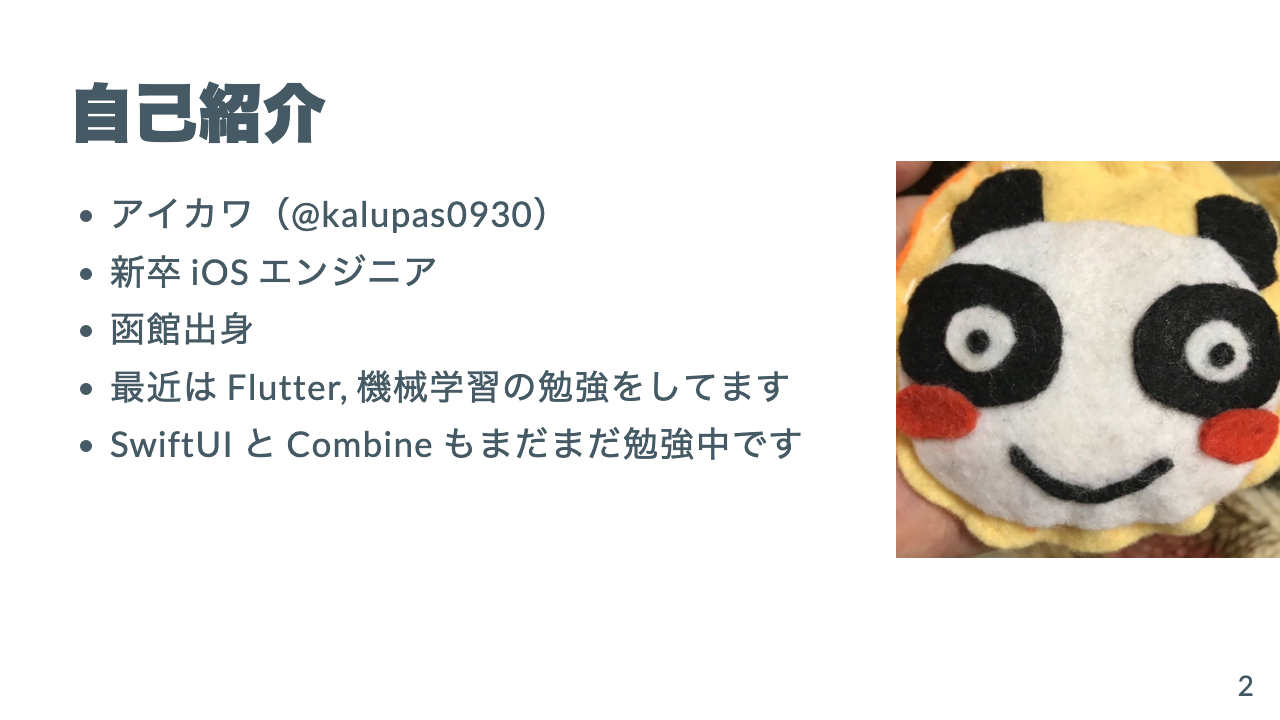 自己紹介
アイカワ（@kalupas0930）
新卒 iOS エンジニア
函館出身
最近は Flutter, 機械学習の勉強をしてます
SwiftUI と Combine もまだまだ勉強中です
2